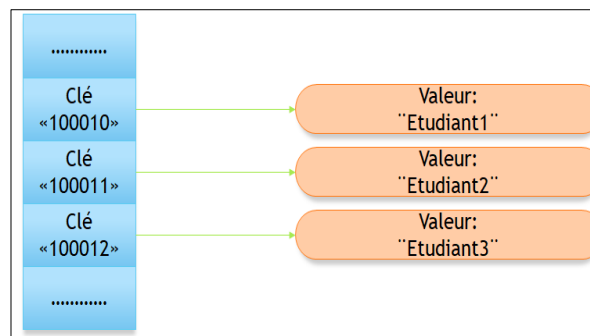 ............
Clé
«100010»
Valeur:
¨Etudiant1¨
Clé
«100011»
Valeur:
¨Etudiant2¨
Clé
«100012»
Valeur:
¨Etudiant3¨
............